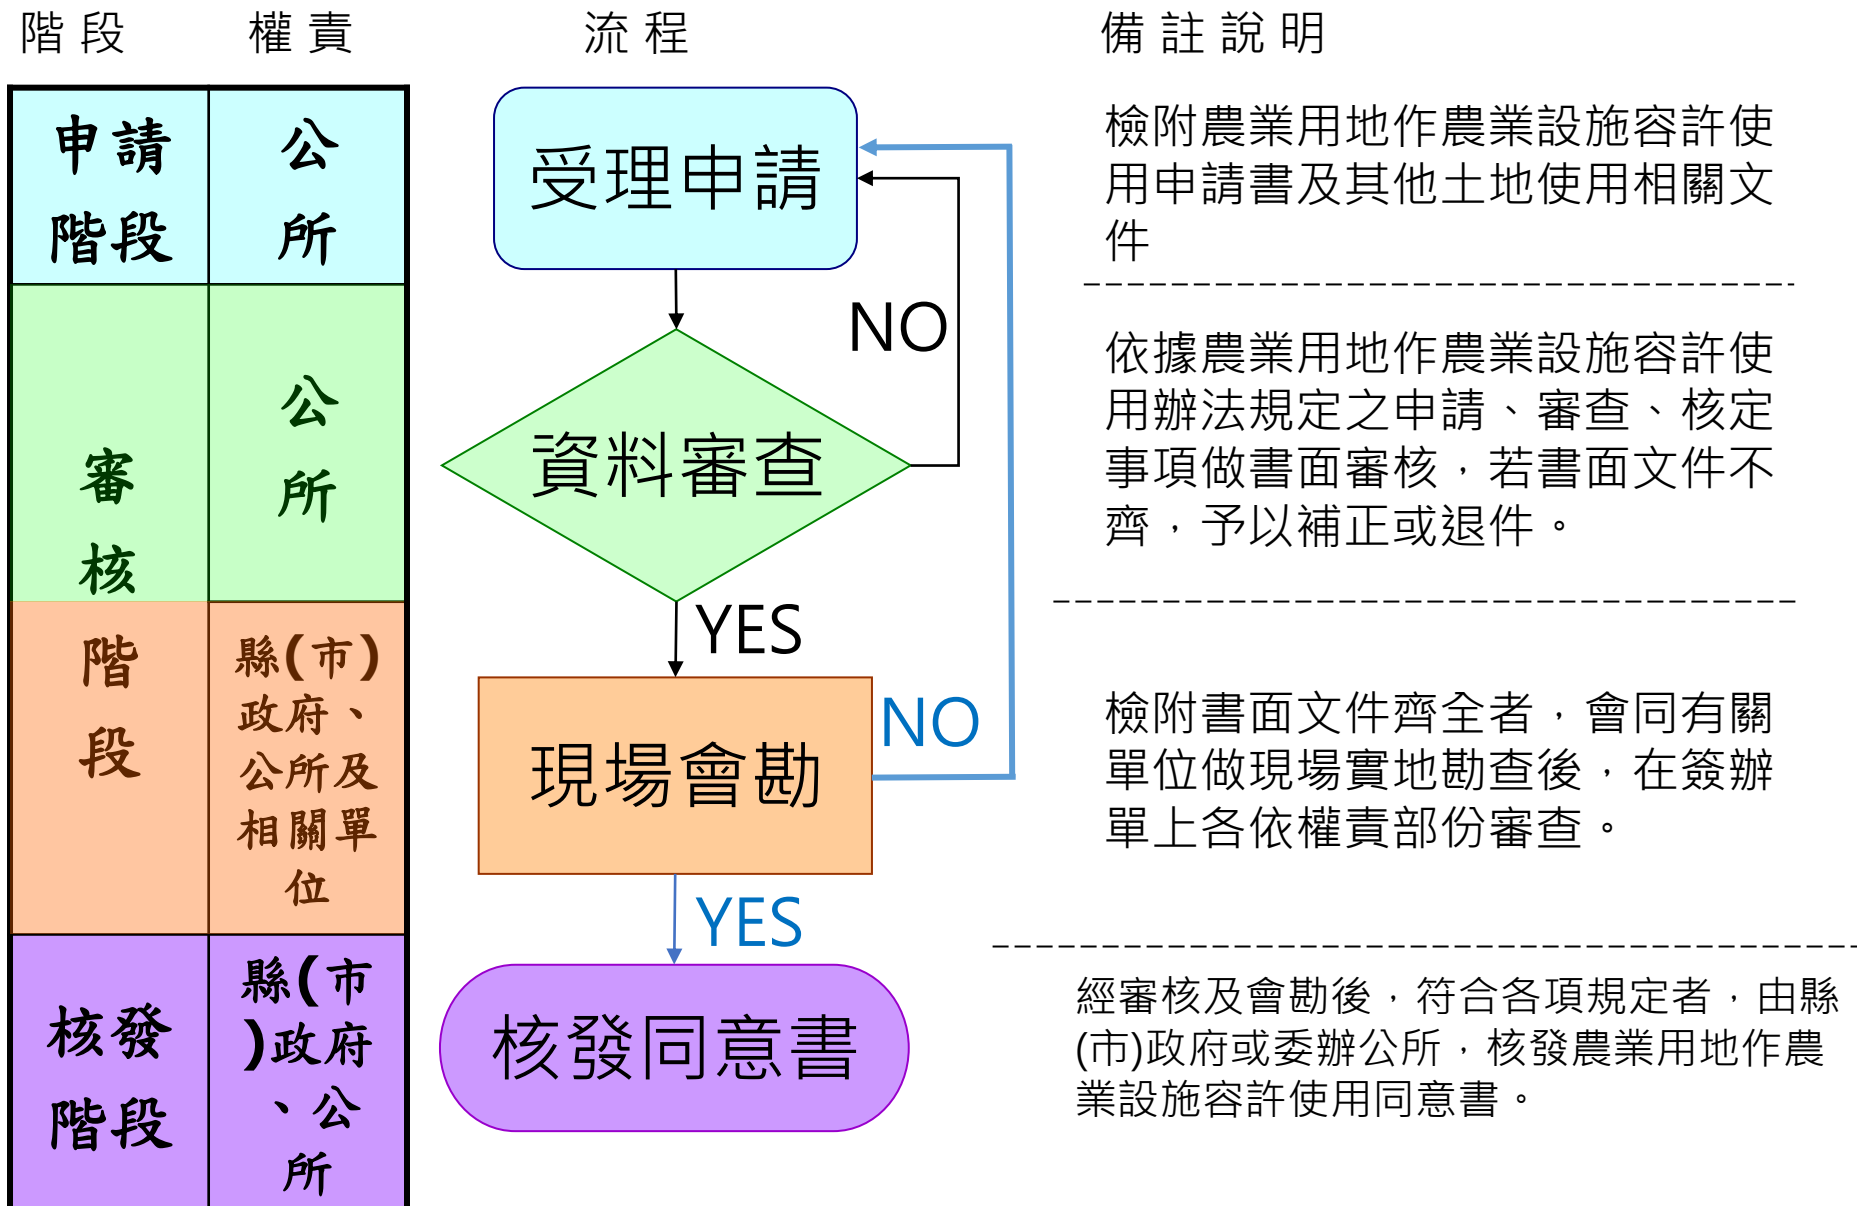 階段 權責 流程 備註說明
申請
階段
公
所
受理申請
檢附農業用地作農業設施容許使
用申請書及其他土地使用相關文
件
NO
審
核
階
段
公
所
資料審查
依據農業用地作農業設施容許使
用辦法規定之申請、審查、核定
事項做書面審核，若書面文件不
齊，予以補正或退件。
YES
縣(市)
政府、
公所及
相關單
位
現場會勘
NO
檢附書面文件齊全者，會同有關
單位做現場實地勘查後，在簽辦
單上各依權責部份審查。
YES
核發
階段
縣(市
)政府
、公
所
核發同意書
經審核及會勘後，符合各項規定者，由縣
(市)政府或委辦公所，核發農業用地作農
業設施容許使用同意書。